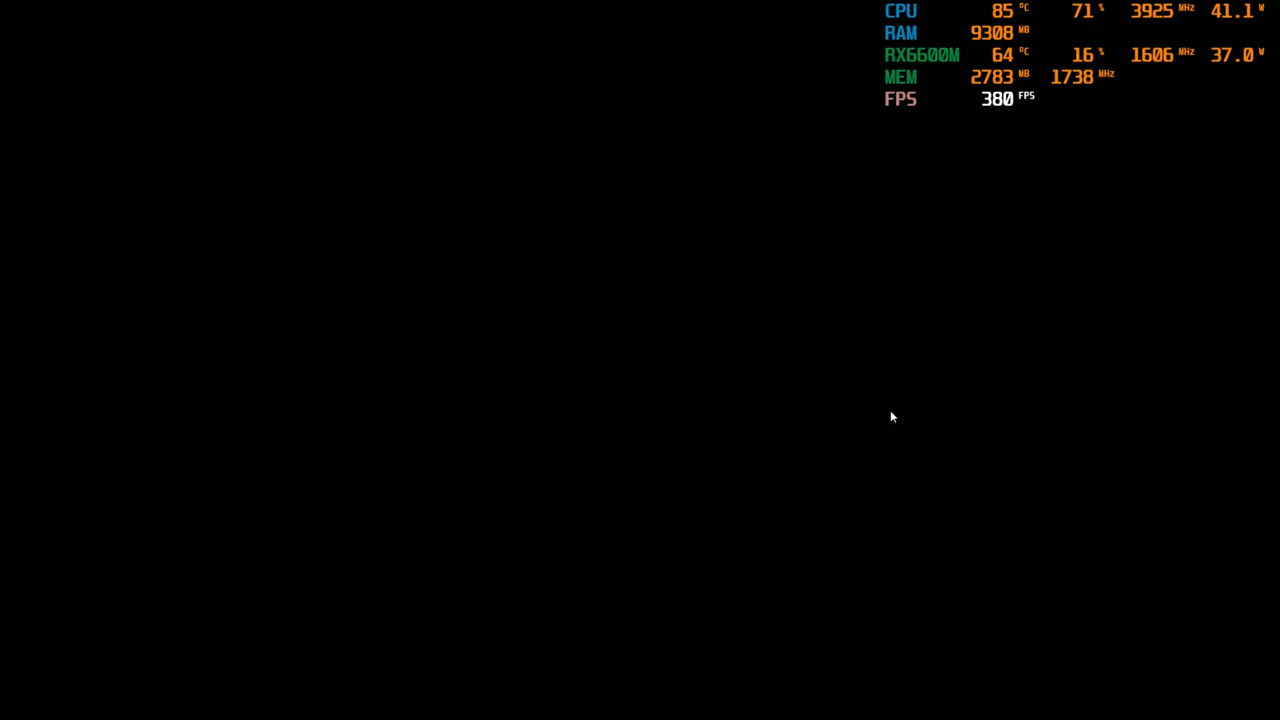 CPU 85 °C 71 % 3925 MHz 41.1 W
RAM 9308 MB
RX6600M 64 °C 16 % 1606 MHz 37.0 W
MEM 2783 MB 1738 MHz
FPS 380 FPS